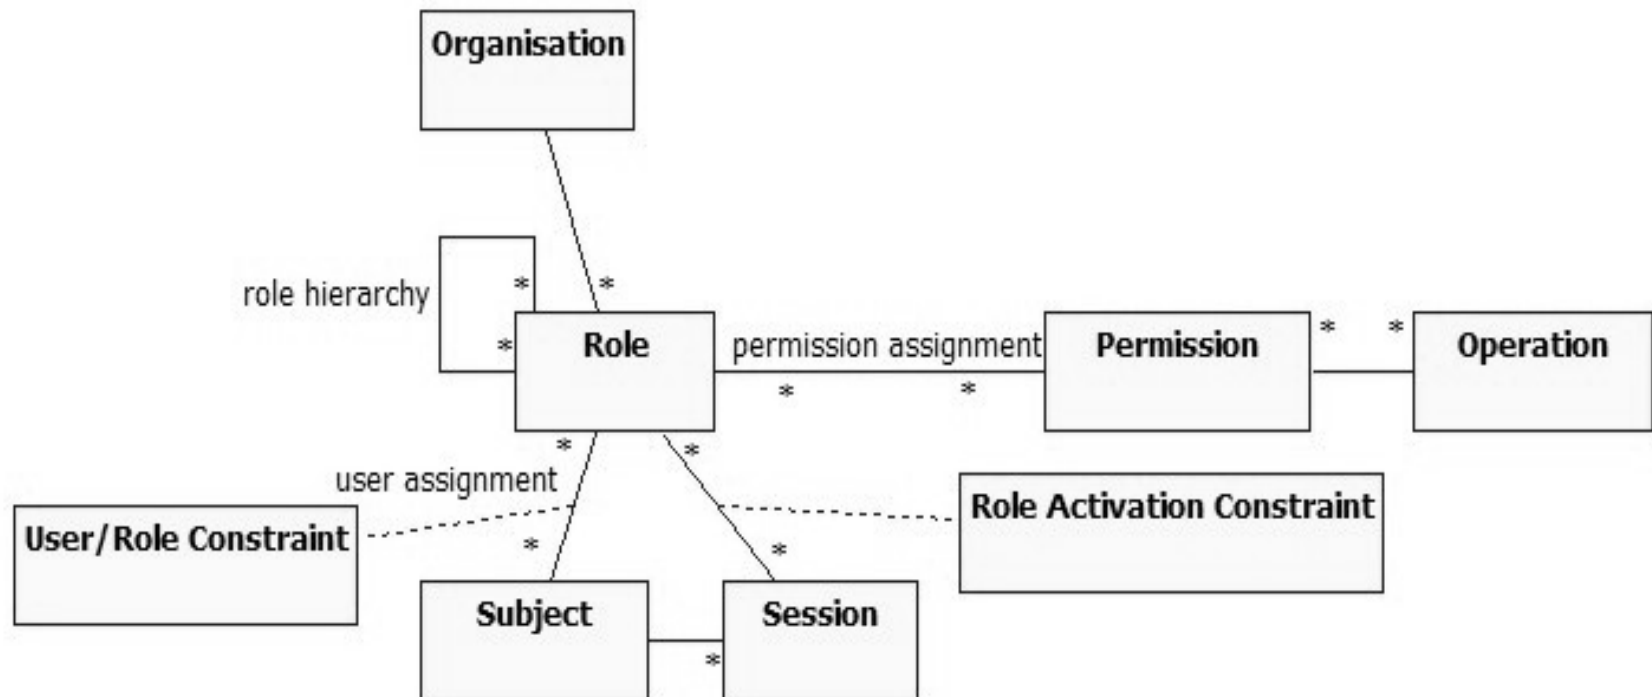 Organisation
role hierarchy
*
*
*
Role
permission assignment
*
*
Permission
*
*
Operation
*
*
user assignment
User/Role Constraint
Role Activation Constraint
*
*
Subject
*
Session